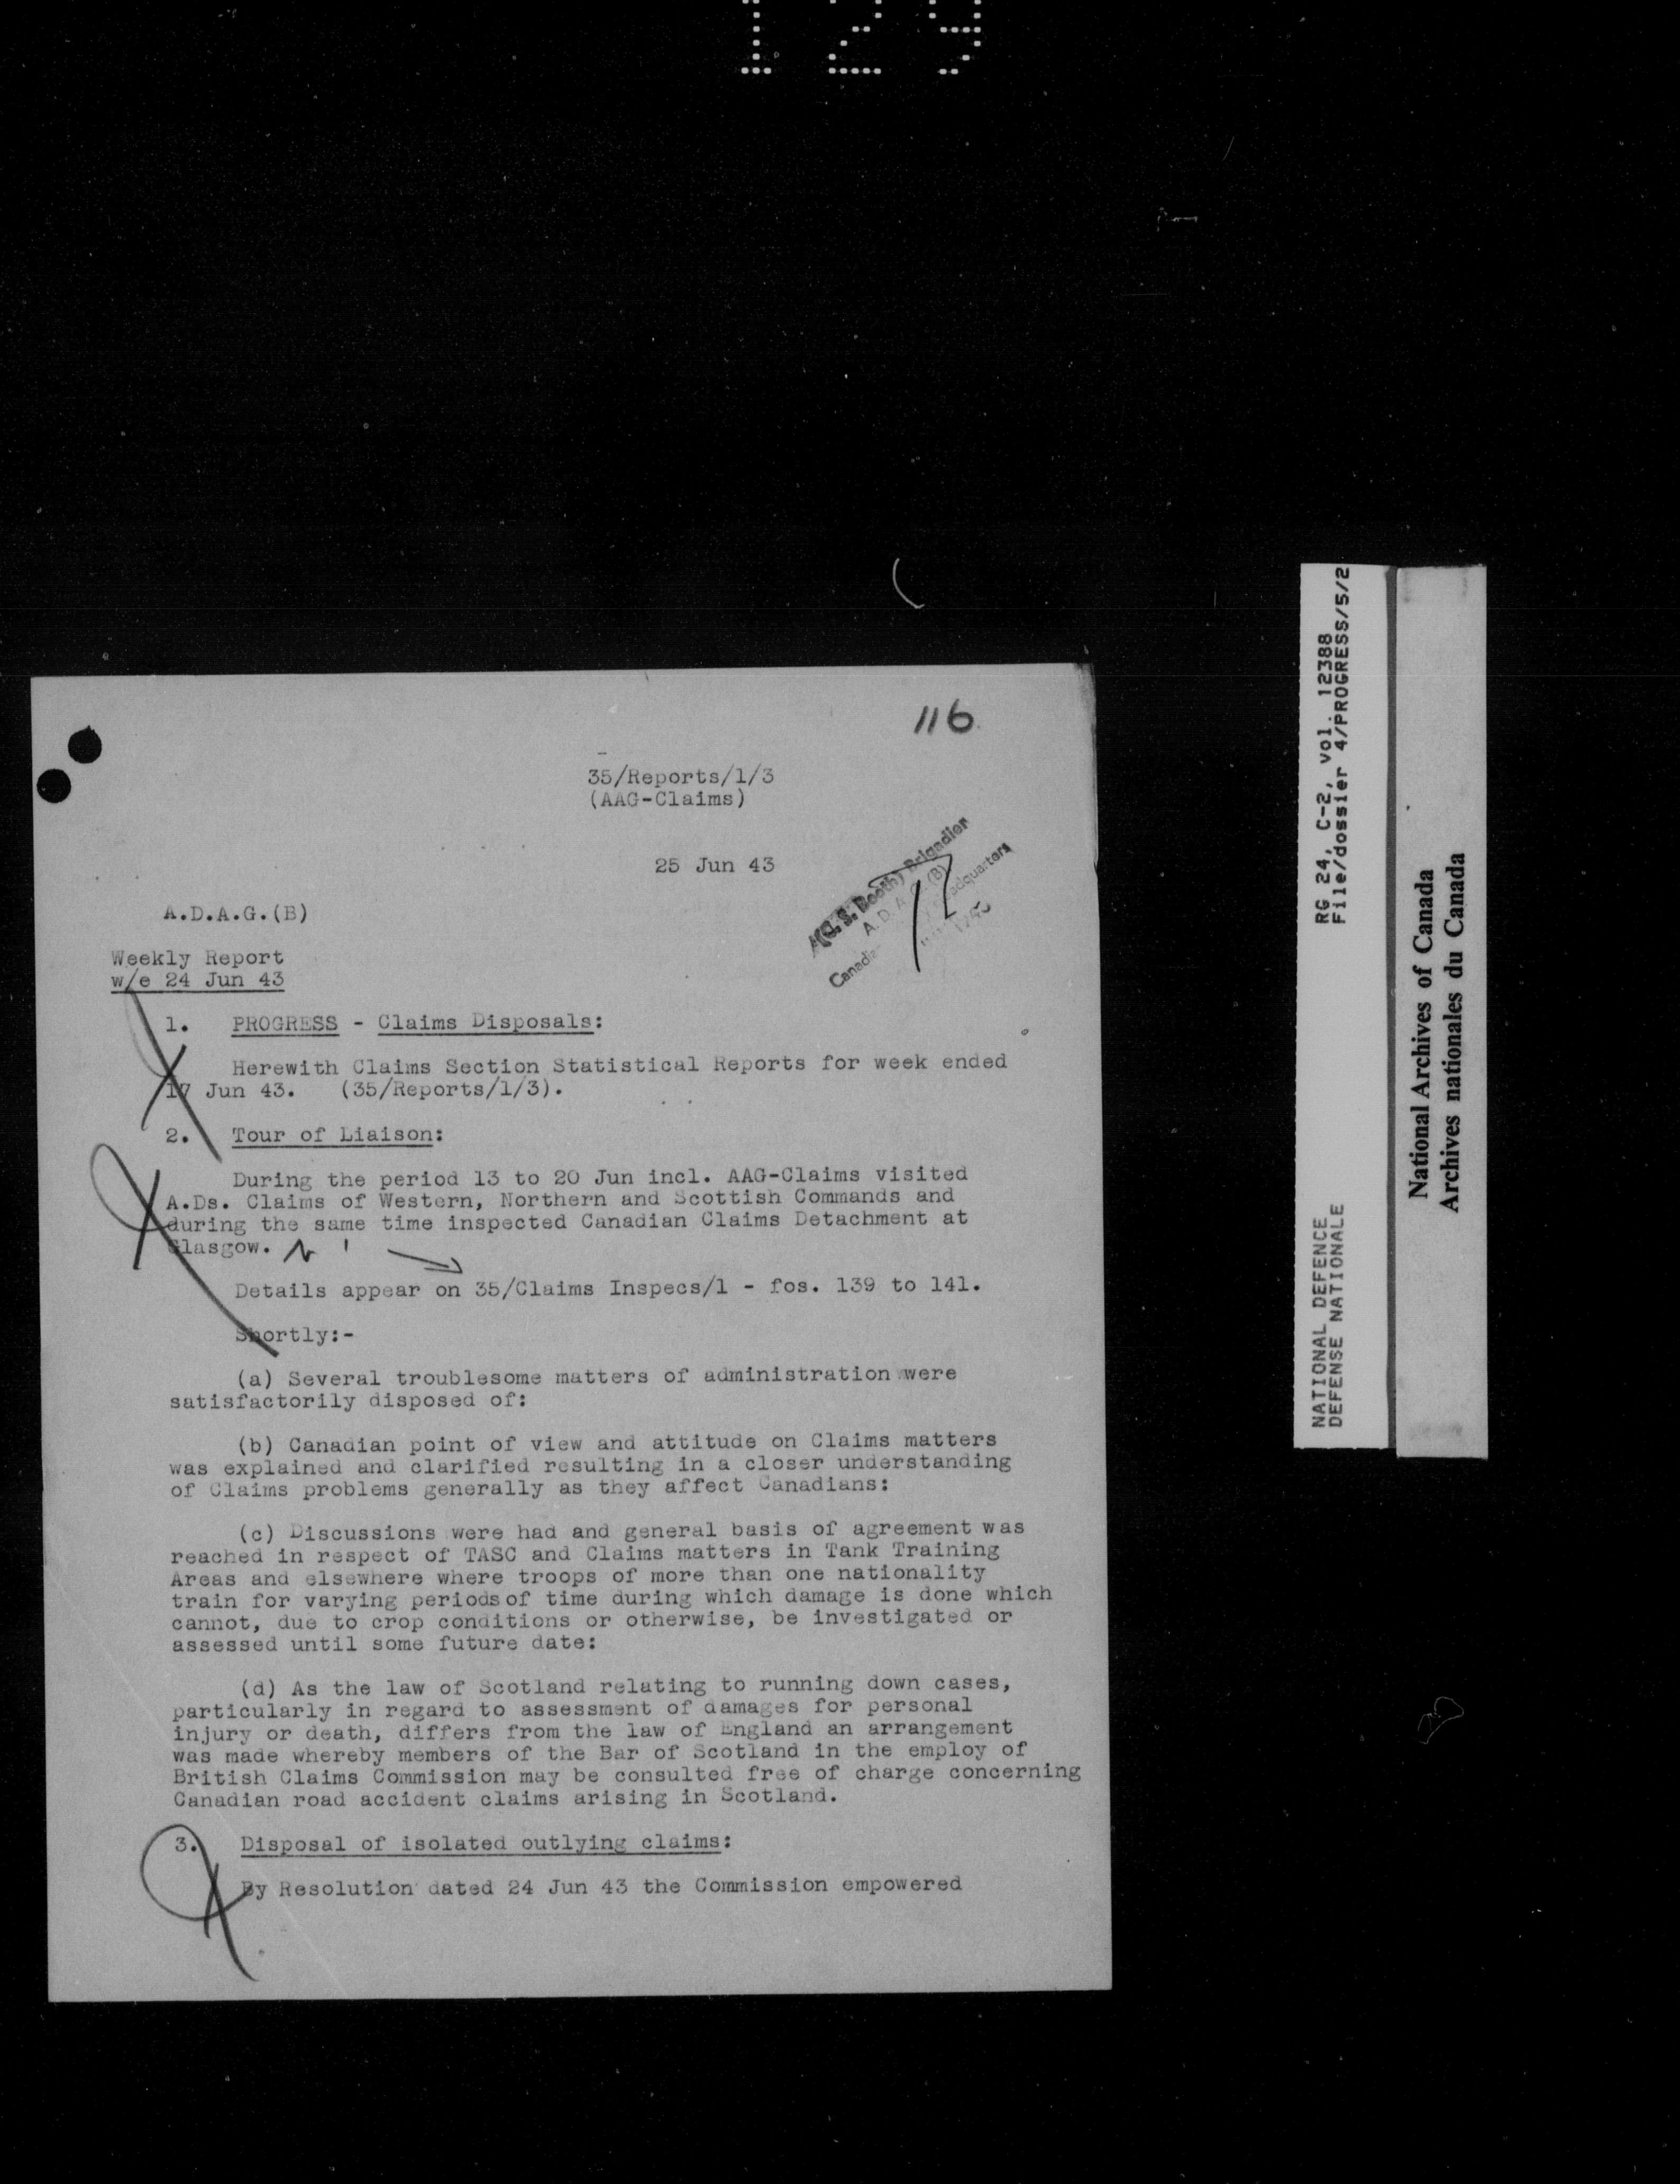 129
116
35/Reports/1/3
(AAG-Claims)
25 Jun 43
Brigadier
A.D.A.G.(B)
Weekly Report
w/e 24 Jun 43
1. PROGRESS - Claims Disposals:
Herewith Claims Section Statistical Reports for week ended
17 Jun 43. (35/Reports/1/3).
2. Tour of Liaison:
During the period 13 to 20 Jun incl. AAG-Claims visited
A.Ds. Claims of Western, Northern and Scottish Commands and
during the same time inspected Canadian Claims Detachment at
Glasgow.
Details appear on 35/Claims Inspecs/1 - fos. 139 to 141.
Shortly:-
(a) Several troublesome matters of administration were
satisfactorily disposed of:
(b) Canadian point of view and attitude on Claims matters
was explained and clarified resulting in a closer understanding
of Claims problems generally as they affect Canadians:
(c) Discussions were had and general basis of agreement was
reached in respect of TASC and Claims matters in Tank Training
Areas and elsewhere where troops of more than one nationality
train for varying periods of time during which damage is done which
cannot, due to crop conditions or otherwise, be investigated or
assessed until some future date:
(d) As the law of Scotland relating to running down cases,
particularly in regard to assessment of damages for personal
injury or death, differs from the law of England an arrangement
was made whereby members of the Bar of Scotland in the employ of
British Claims Commission may be consulted free of charge concerning
Canadian road accident claims arising in Scotland.
3. Disposal of isolated outlying claims:
By Resolution dated 24 Jun 43 the Commission empowered
NATIONAL DEFENCE RG 24, C-2, vol. 12388
DEFENSE NATIONALE File/dossier 4/PROGRESS/5/2
National Archives of Canada
Archives nationales du Canada